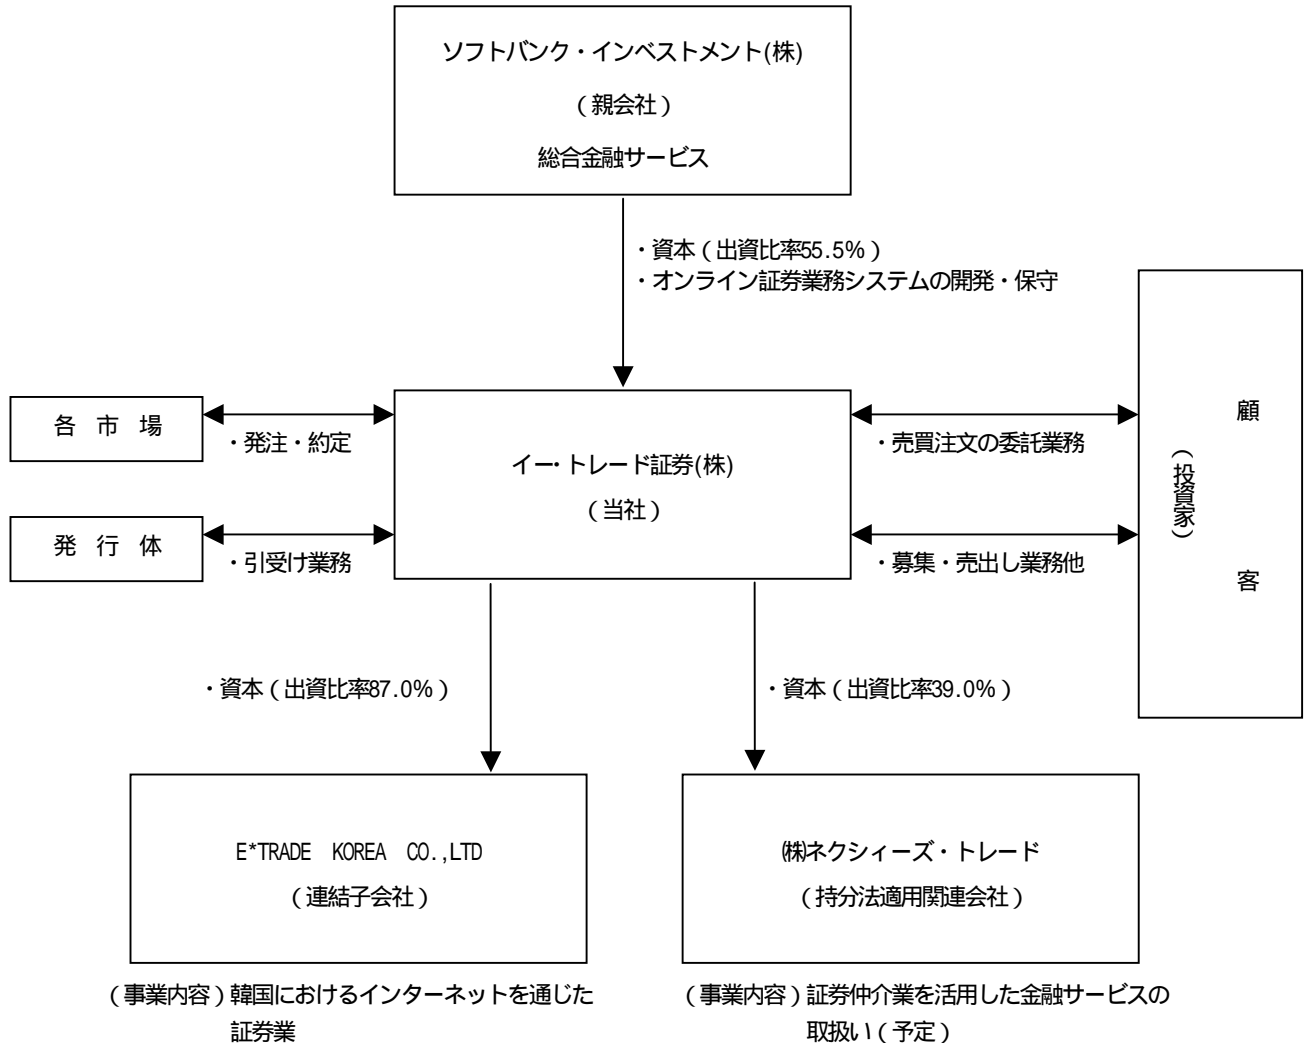 ソフトバンク・インベストメント(株)
（親会社）
総合金融サービス
・資本（出資比率55.5%）
・オンライン証券業務システムの開発・保守
各　市　場
・発注・約定
発　行　体
・引受け業務
イー・トレード証券(株)
（当社）
・売買注文の委託業務
・募集・売出し業務他
顧　客
（投資家）
・資本（出資比率87.0%）
・資本（出資比率39.0%）
E*TRADE　KOREA　CO.,LTD
（連結子会社）
㈱ネクシィーズ・トレード
（持分法適用関連会社）
（事業内容）韓国におけるインターネットを通じた
証券業
（事業内容）証券仲介業を活用した金融サービスの
取扱い（予定）